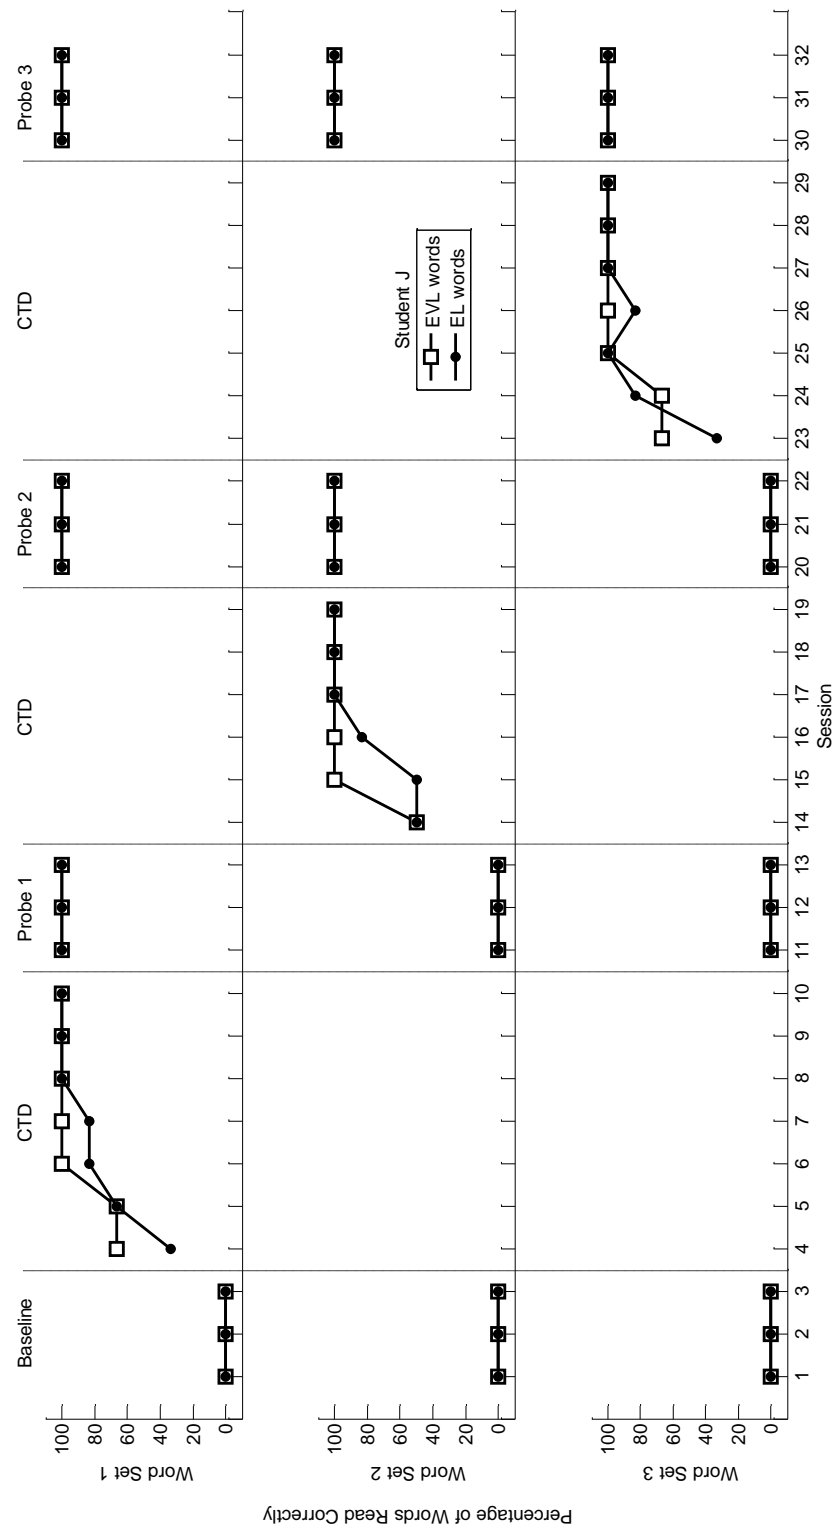 Baseline
CTD
Probe 1
CTD
Probe 2
CTD
Probe 3
Percentage of Words Read Correctly
Word Set 1
100
80
60
40
20
0
Word Set 2
100
80
60
40
20
0
Student J
EVL words
EL words
Word Set 3
100
80
60
40
20
0
1 2 3 4 5 6 7 8 9 10 11 12 13 14 15 16 17 18 19 20 21 22 23 24 25 26 27 28 29 30 31 32
Session